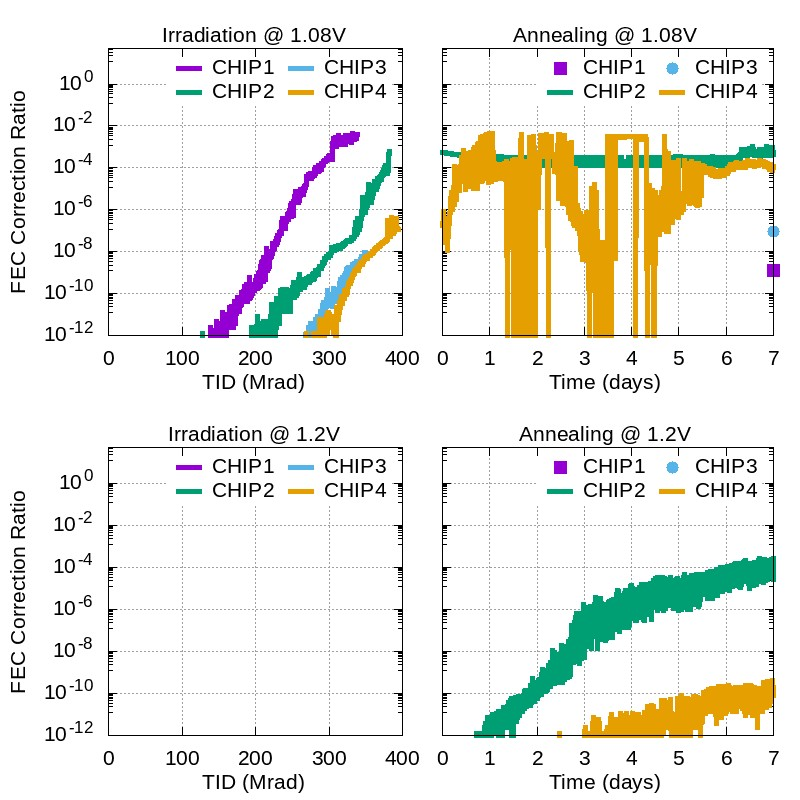 Irradiation @ 1.08V
FEC Correction Ratio
CHIP1 CHIP3
CHIP2 CHIP4
10^0
10^-2
10^-4
10^-6
10^-8
10^-10
10^-12
0 100 200 300 400
TID (Mrad)
Annealing @ 1.08V
CHIP1 CHIP3
CHIP2 CHIP4
0 1 2 3 4 5 6 7
Time (days)
Irradiation @ 1.2V
FEC Correction Ratio
CHIP1 CHIP3
CHIP2 CHIP4
10^0
10^-2
10^-4
10^-6
10^-8
10^-10
10^-12
0 100 200 300 400
TID (Mrad)
Annealing @ 1.2V
CHIP1 CHIP3
CHIP2 CHIP4
0 1 2 3 4 5 6 7
Time (days)